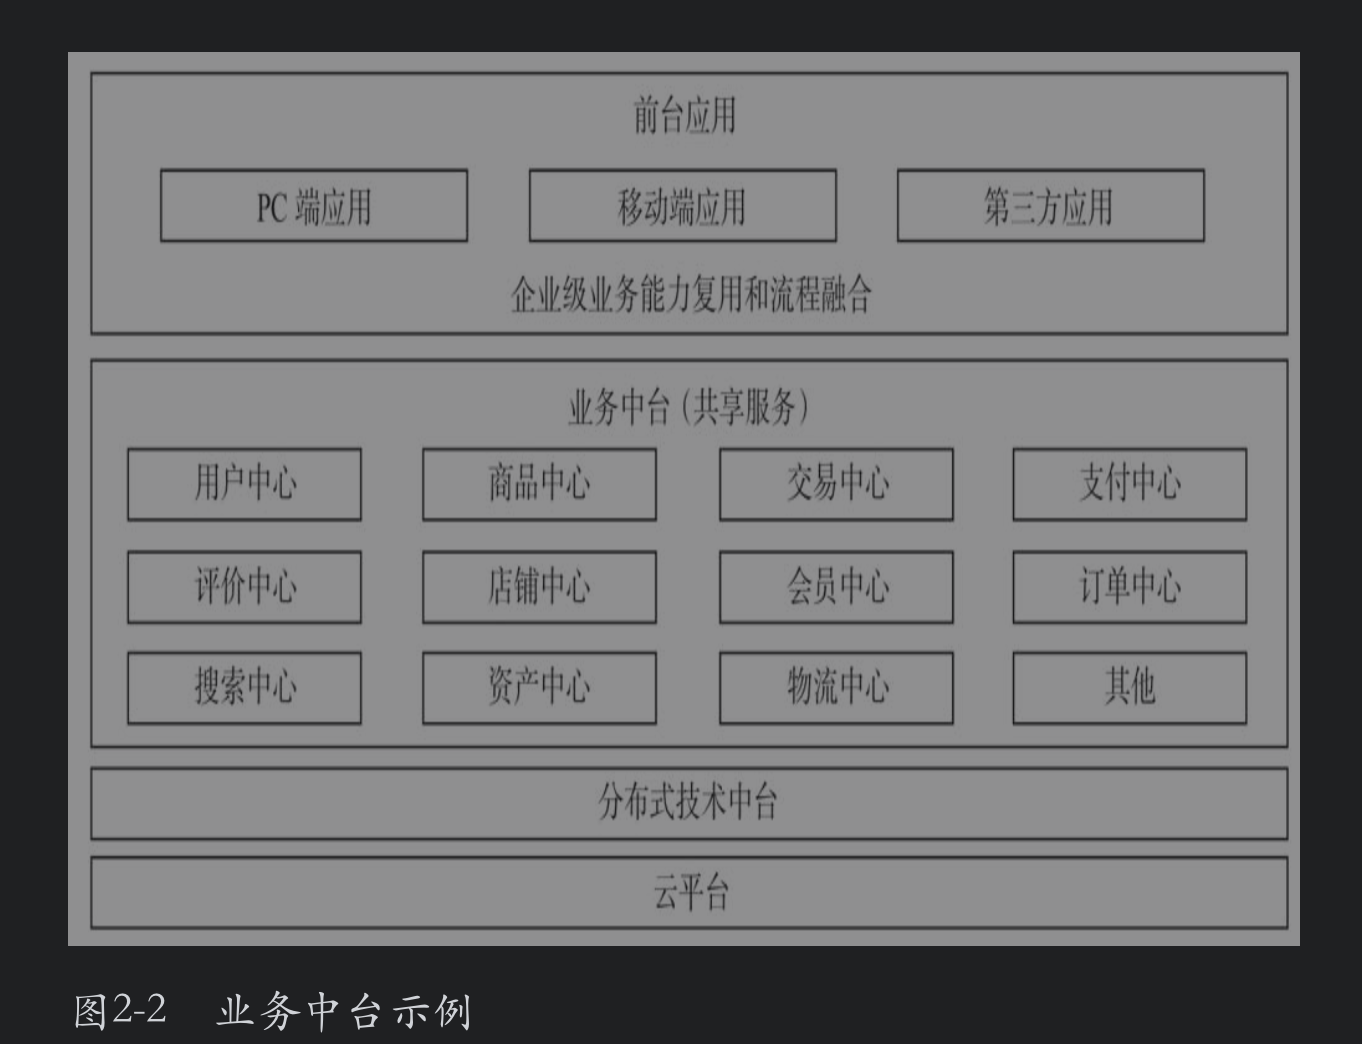 前台应用
PC 端应用 移动端应用 第三方应用
企业级业务能力复用和流程融合
业务中台(共享服务)
用户中心 商品中心 交易中心 支付中心
评价中心 店铺中心 会员中心 订单中心
搜索中心 资产中心 物流中心 其他
分布式技术中台
云平台
图2-2 业务中台示例